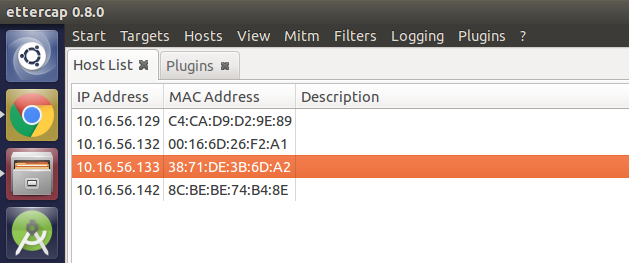 ettercap 0.8.0
Start Targets Hosts View Mitm Filters Logging Plugins ?
Host List Plugins
IP Address MAC Address Description
10.16.56.129 C4:CA:D9:D2:9E:89
10.16.56.132 00:16:6D:26:F2:A1
10.16.56.133 38:71:DE:3B:6D:A2
10.16.56.142 8C:BE:BE:74:B4:8E